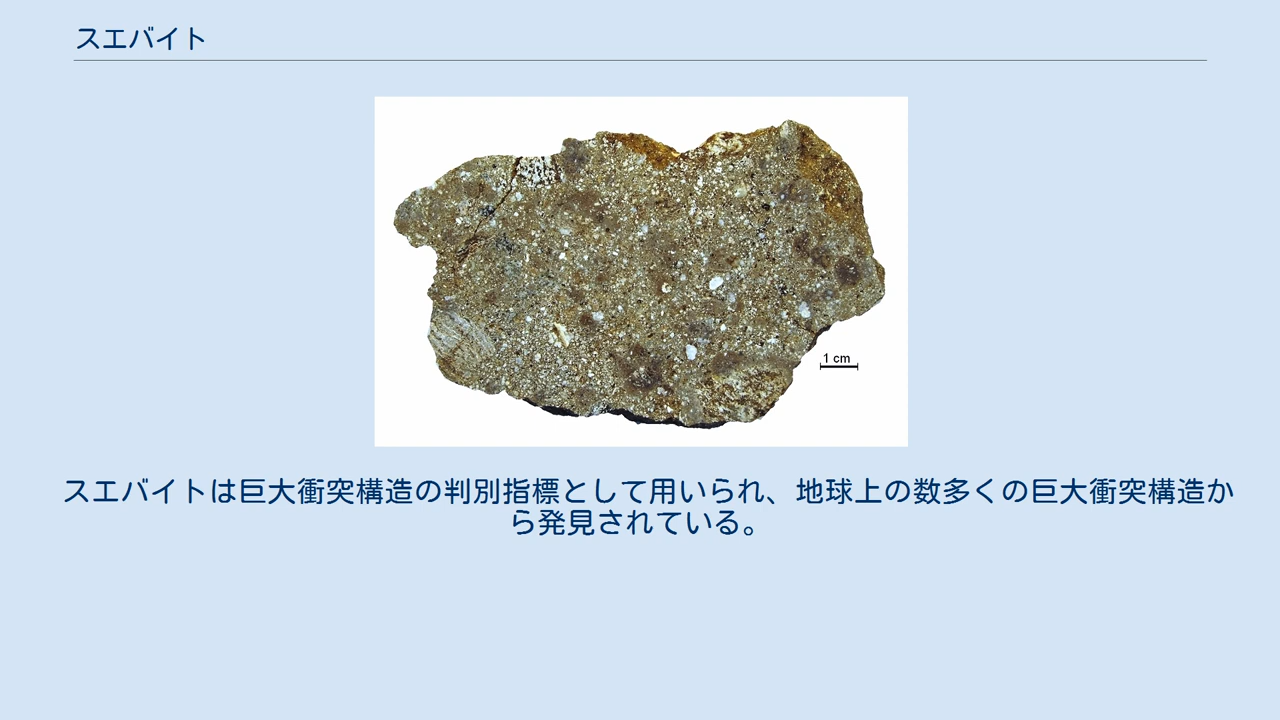 スエバイト
1 cm
スエバイトは巨大衝突構造の判別指標として用いられ、地球上の数多くの巨大衝突構造か
ら発見されている。